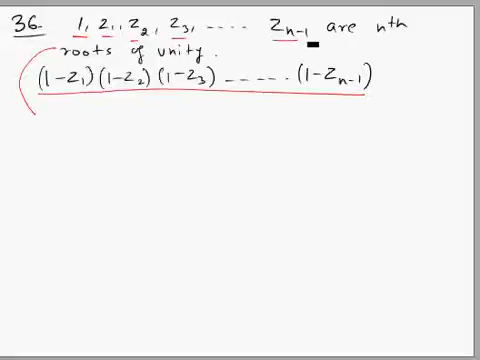 36. 1, z₁, z₂, z₃, ..... zₙ₋₁ are nth
roots of unity.
(1-z₁) (1-z₂) (1-z₃) ...... (1-zₙ₋₁)